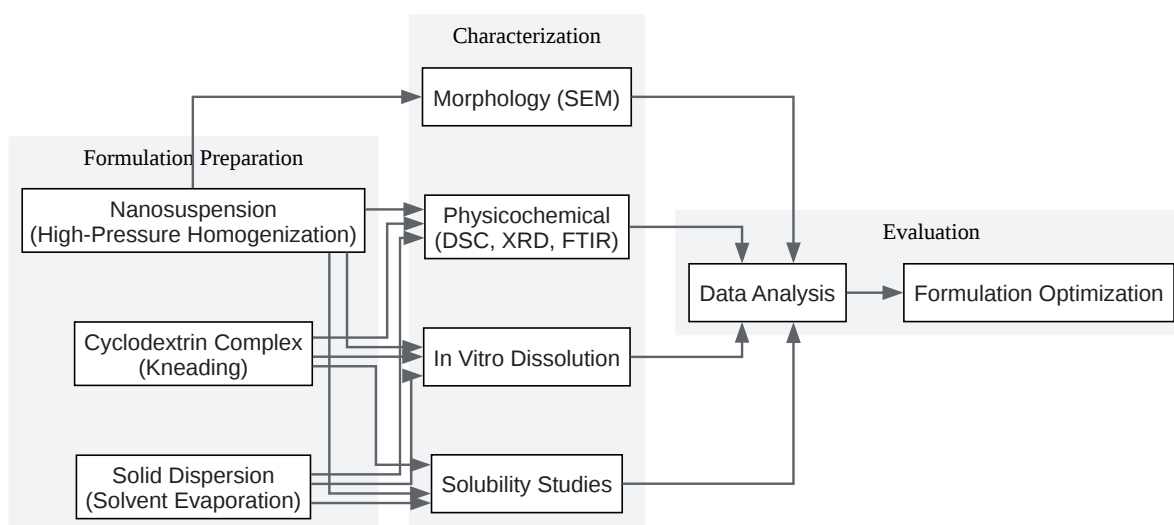 Characterization
Morphology (SEM)
Formulation Preparation
Nanosuspension
(High-Pressure Homogenization)
Physicochemical
(DSC, XRD, FTIR)
Evaluation
Data Analysis
Formulation Optimization
Cyclodextrin Complex
(Kneading)
In Vitro Dissolution
Solid Dispersion
(Solvent Evaporation)
Solubility Studies